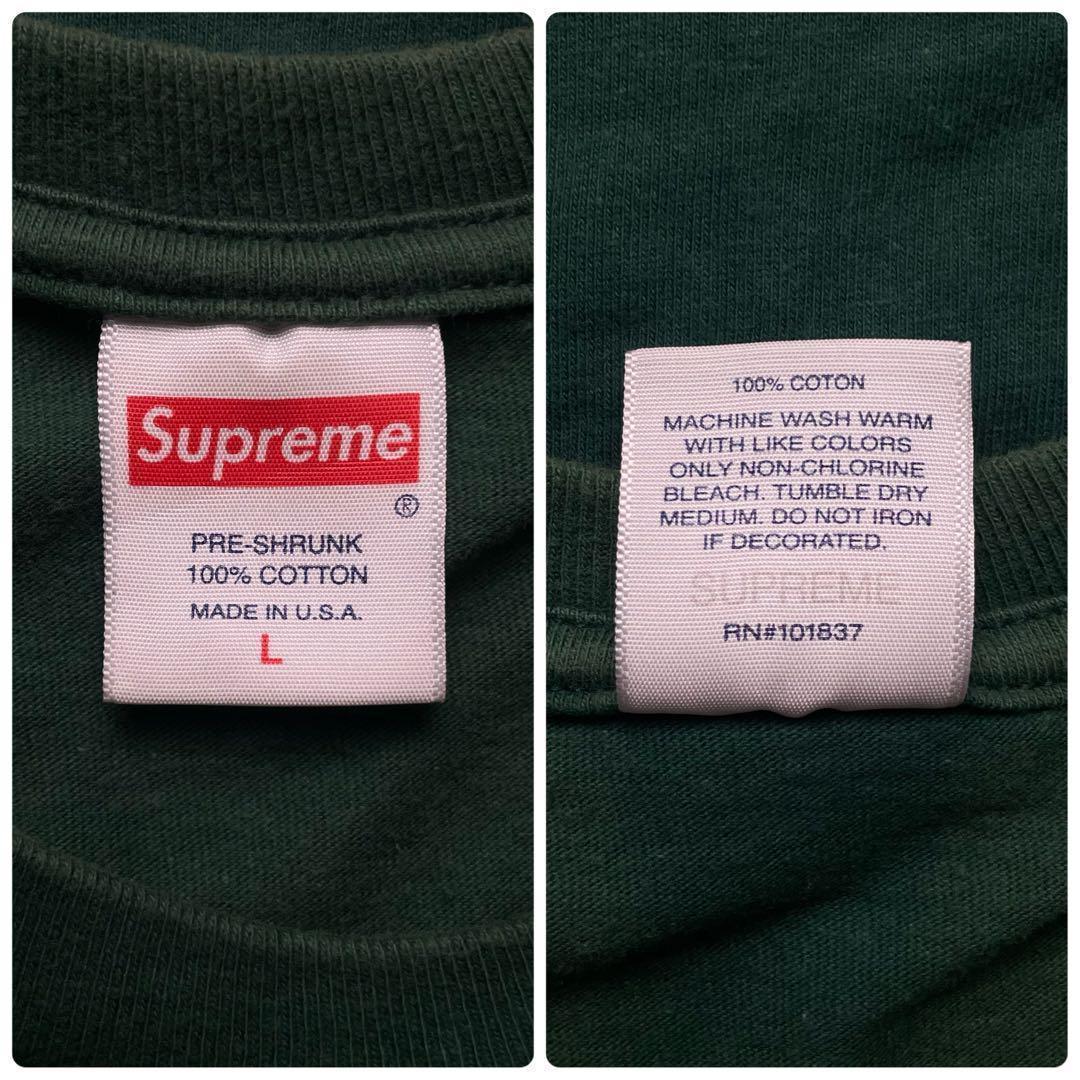 Supreme
®
PRE-SHRUNK
100% COTTON
MADE IN U.S.A.
L
100% COTON
MACHINE WASH WARM
WITH LIKE COLORS
ONLY NON-CHLORINE
BLEACH. TUMBLE DRY
MEDIUM. DO NOT IRON
IF DECORATED.
SUPREME
RN#101837